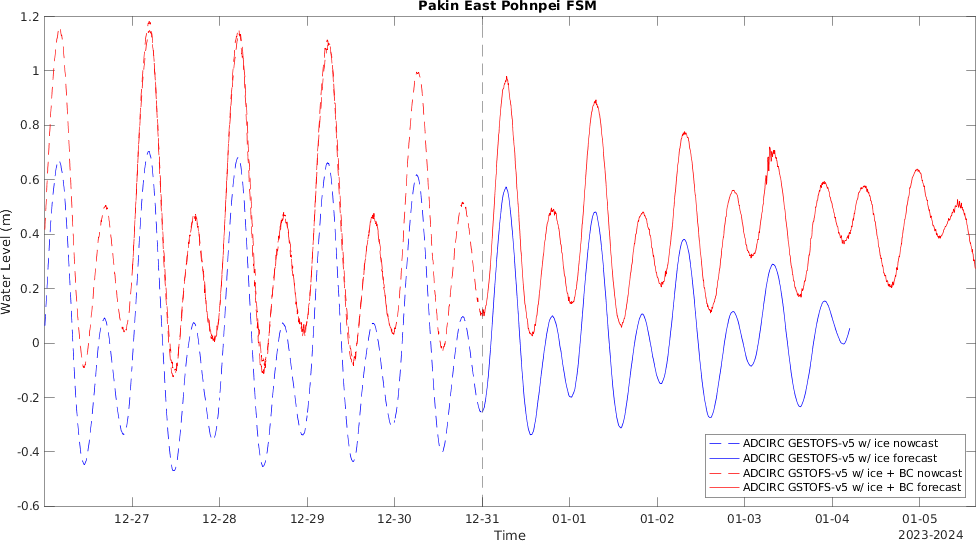 Pakin East Pohnpei FSM
1.2
1
0.8
0.6
0.4
0.2
0
-0.2
-0.4
-0.6
Water Level (m)
ADCIRC GESTOFS-v5 w/ ice nowcast
ADCIRC GESTOFS-v5 w/ ice forecast
ADCIRC GSTOFS-v5 w/ ice + BC nowcast
ADCIRC GSTOFS-v5 w/ ice + BC forecast
12-27 12-28 12-29 12-30 12-31 01-01 01-02 01-03 01-04 01-05
Time
2023-2024